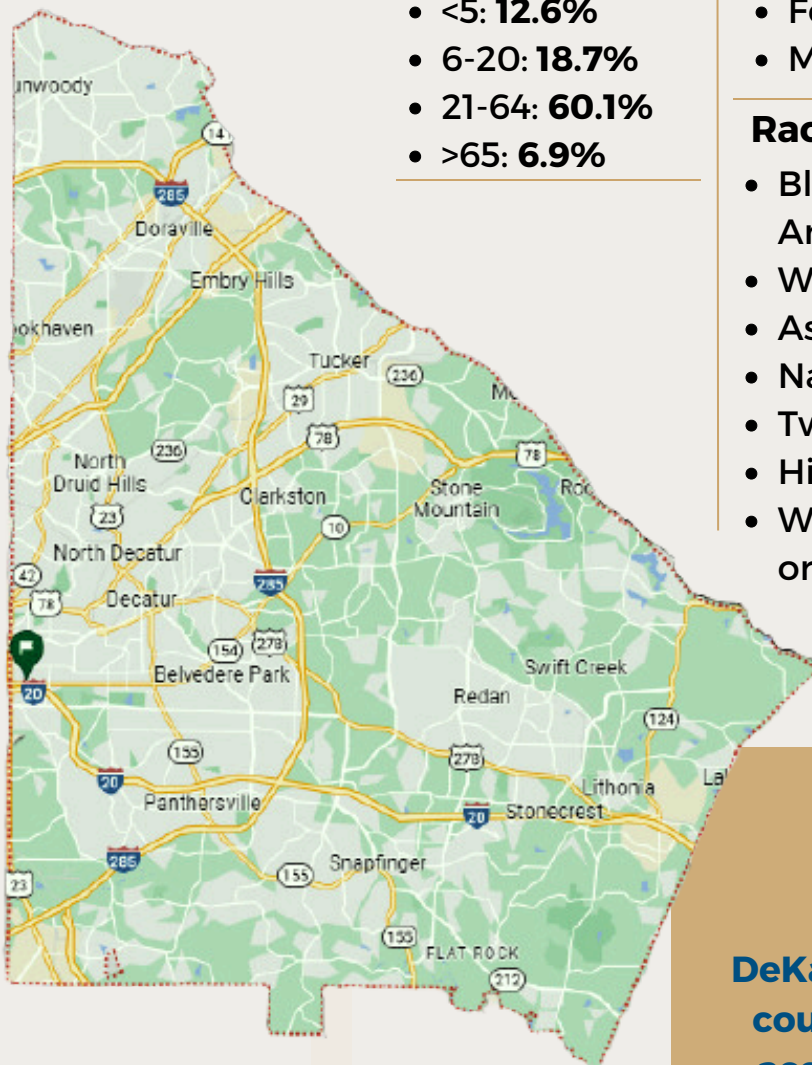 • <5: 12.6%
• 6-20: 18.7%
• 21-64: 60.1%
• >65: 6.9%
unwoody
14
285
Doraville
Embry Hills
ookhaven
Tucker
236
29
78
78
236
North
Druid Hills
Clarkston
Stone
Mountain
23
10
North Decatur
42
285
78
Decatur
154
278
Belvedere Park
Swift Creek
20
Redan
124
155
278
20
Lithonia
Panthersville
20
Stonecrest
285
Snapfinger
23
155
155
FLAT ROCK
212